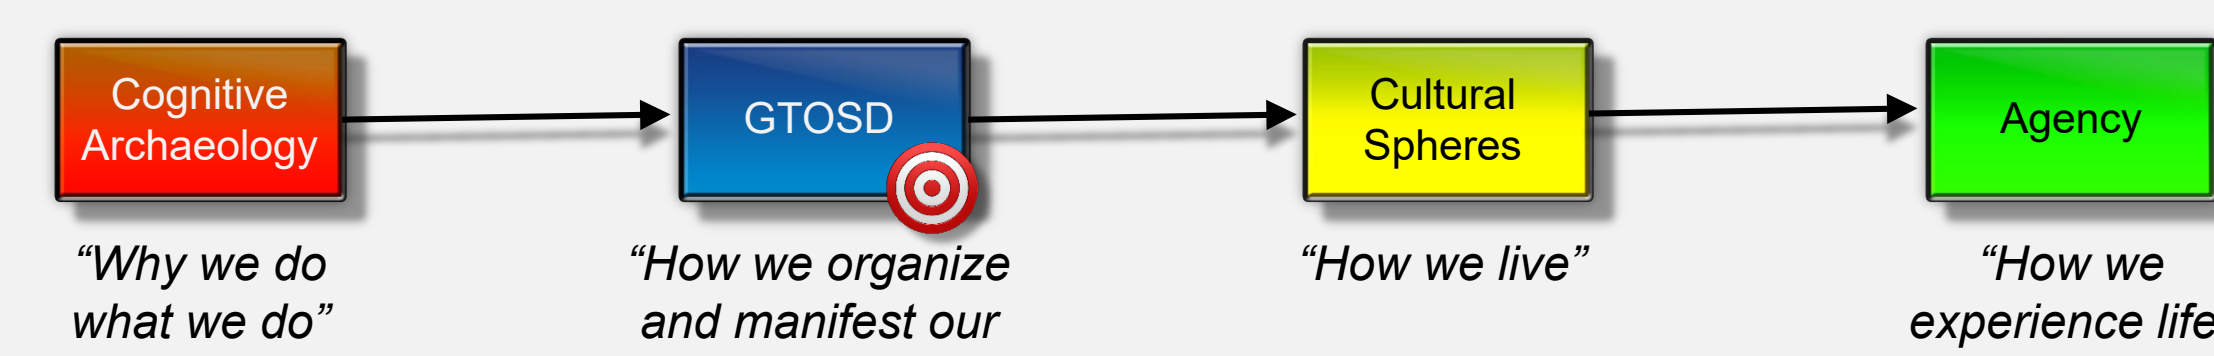 Cognitive
Archaeology
GTOSD
Cultural
Spheres
Agency
“Why we do
what we do”
“How we organize
and manifest our
“How we live”
“How we
experience life